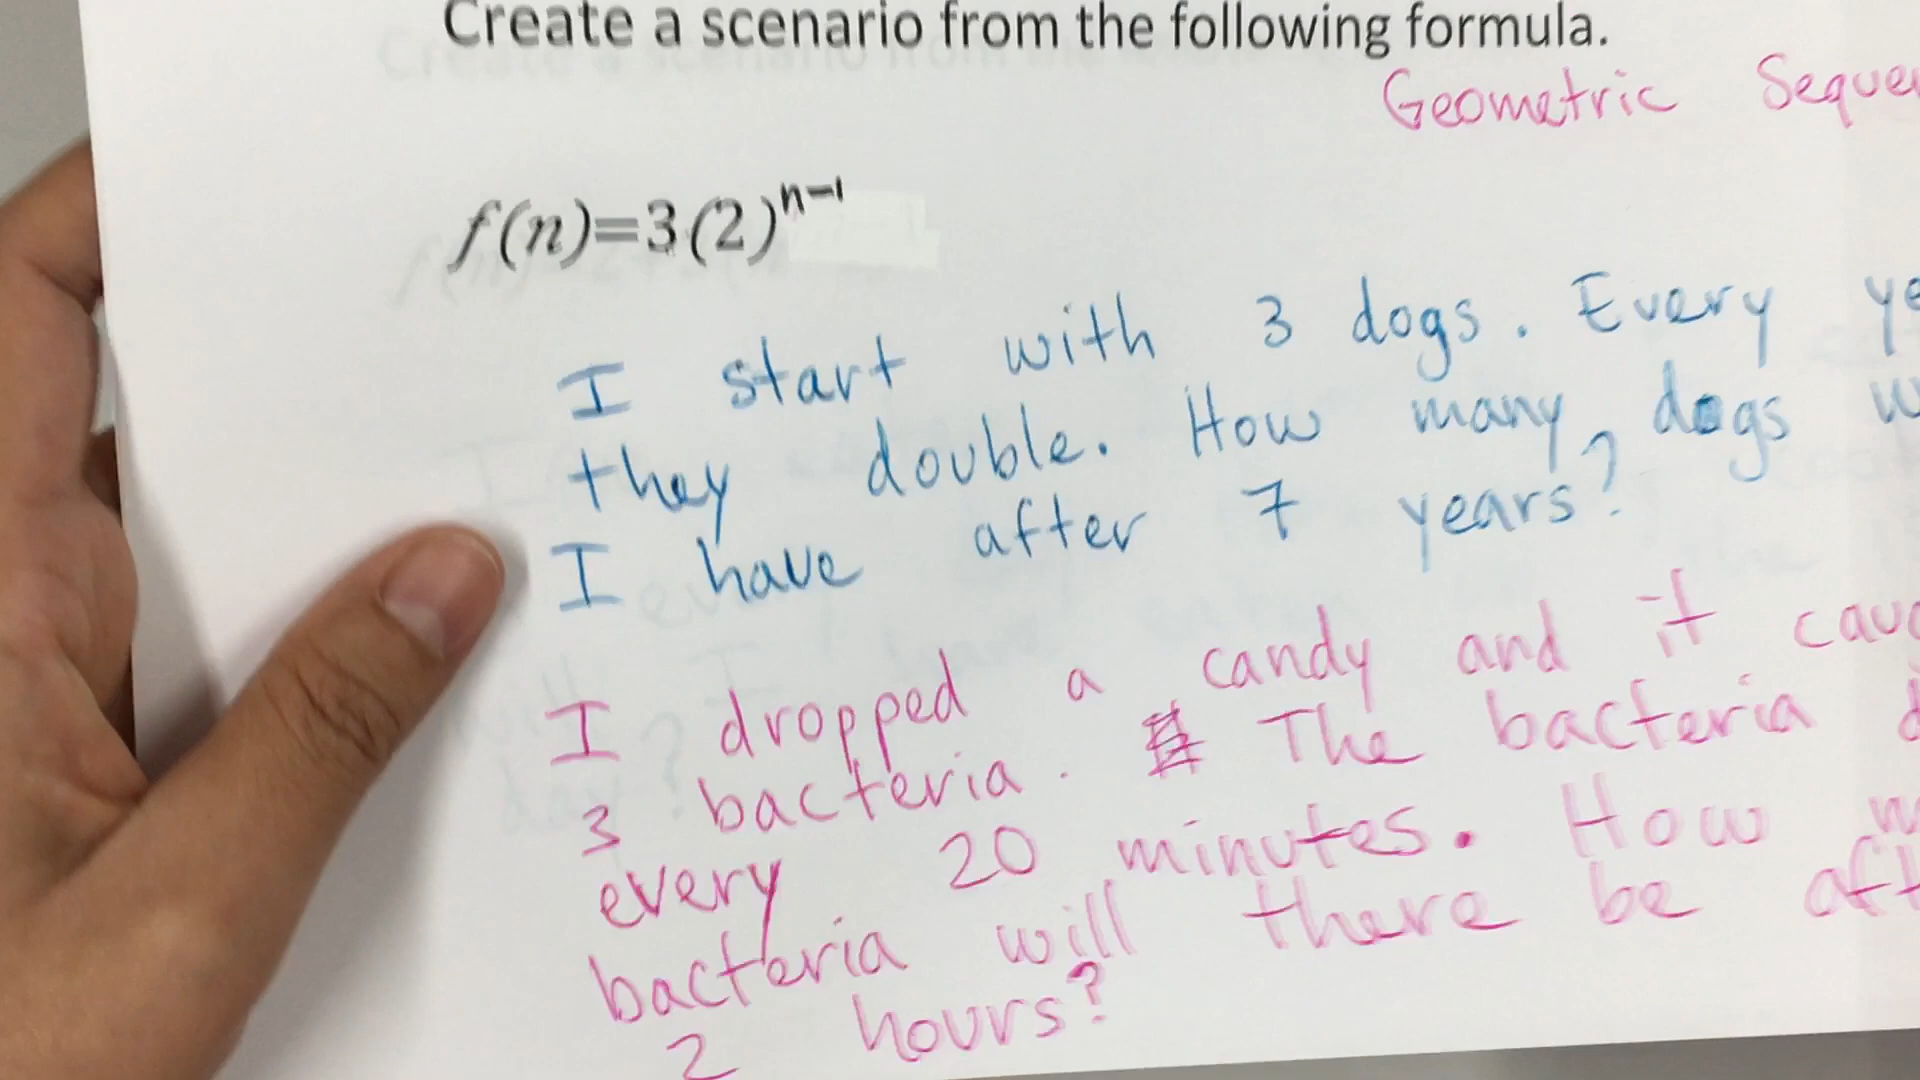 Create a scenario from the following formula.
Geometric
f(n)=3(2)ⁿ⁻¹
I start with 3 dogs. Every
they double. How many dogs
I have after 7 years?
I dropped a candy and it
3 bacteria. The bacteria
every 20 minutes. How
bacteria will there be
2 hours?